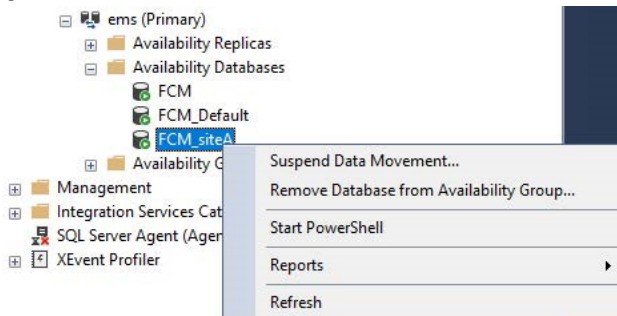 ems (Primary)
Availability Replicas
Availability Databases
FCM
FCM_Default
FCM_siteA
Availability G
Management
Integration Services Cat
SQL Server Agent (Agen
XEvent Profiler
Suspend Data Movement...
Remove Database from Availability Group...
Start PowerShell
Reports
Refresh